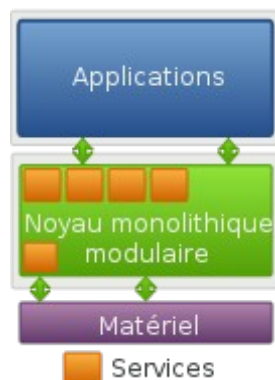 Applications
Noyau monolithique
modulaire
Matériel
Services